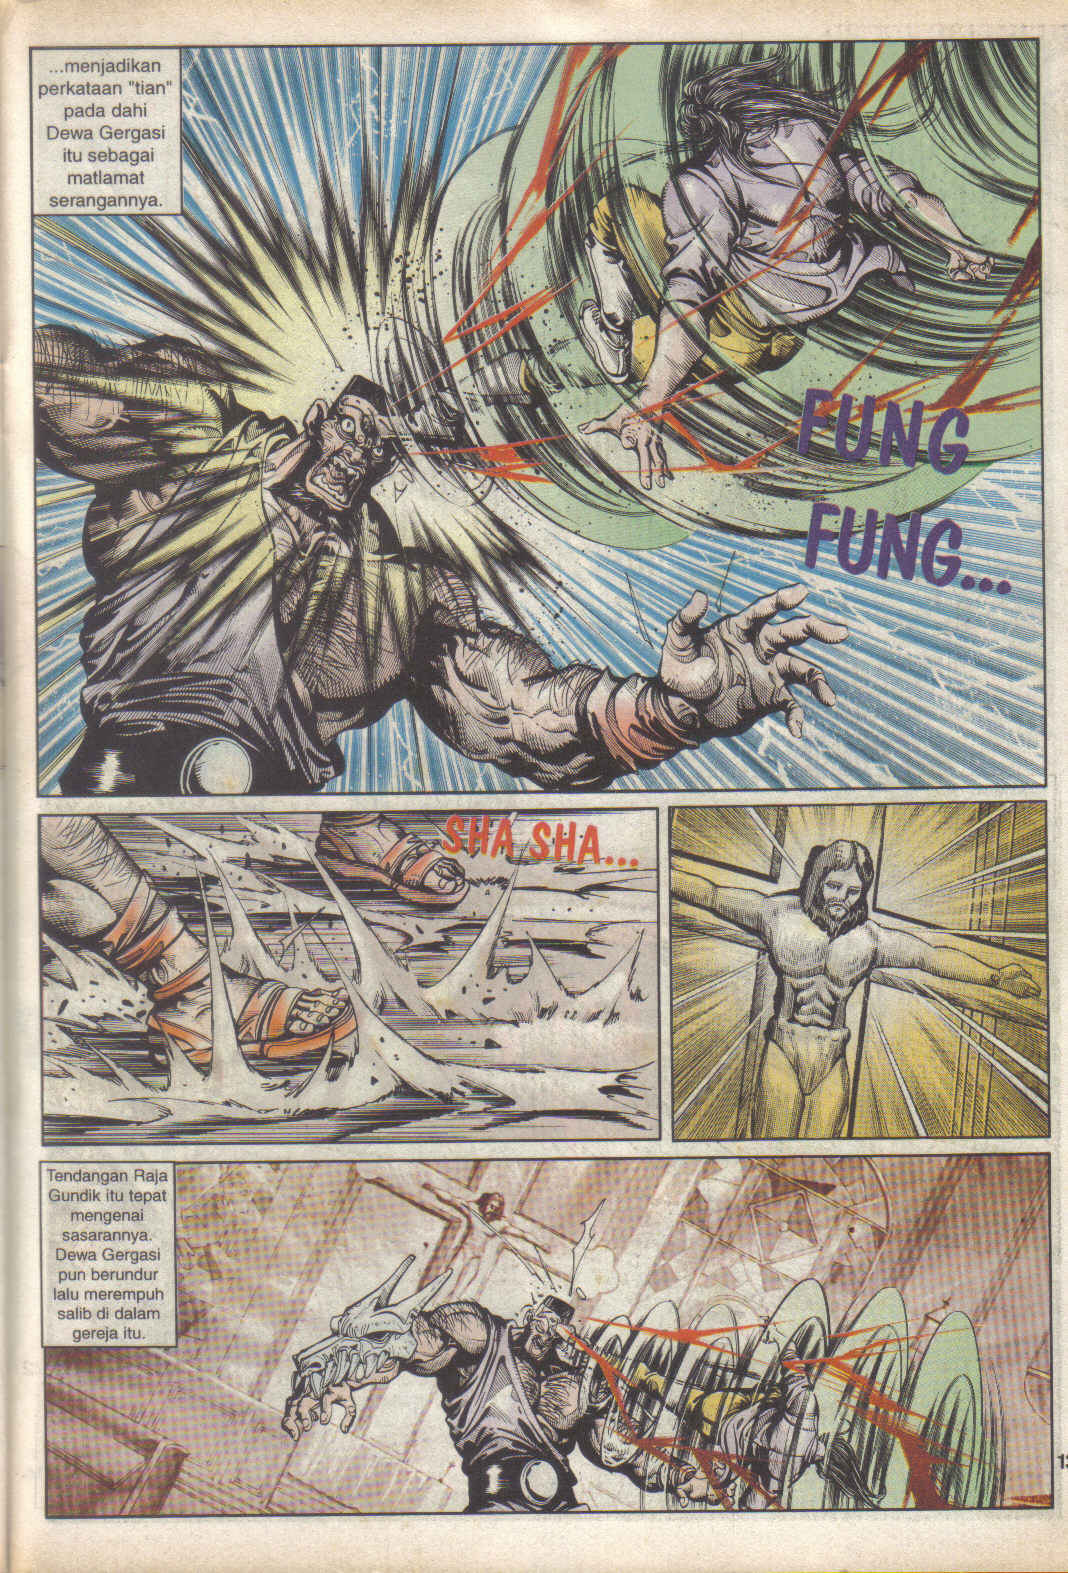 ...menjadikan
perkataan "tian"
pada dahi
Dewa Gergasi
itu sebagai
matlamat
serangannya.
FUNG
FUNG...
SHA SHA...
Tendangan Raja
Gundik itu tepat
mengenai
sasarannya.
Dewa Gergasi
pun berundur
lalu merempuh
salib di dalam
gereja itu.